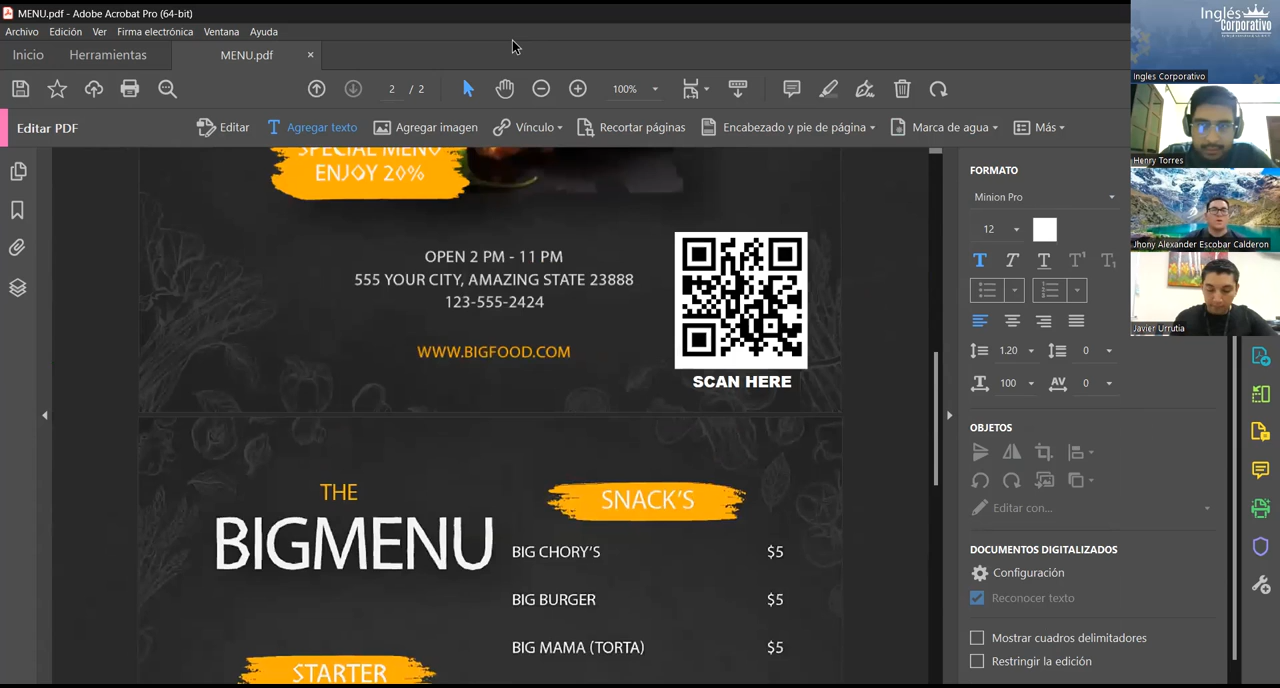 MENU.pdf - Adobe Acrobat Pro (64-bit)
Archivo Edición Ver Firma electrónica Ventana Ayuda
Inicio Herramientas MENU.pdf ×
2 / 2 100%
Editar PDF Editar Agregar texto Agregar imagen Vínculo Recortar páginas Encabezado y pie de página Marca de agua Más
SPECIAL MENU
ENJOY 20%
OPEN 2 PM - 11 PM
555 YOUR CITY, AMAZING STATE 23888
123-555-2424
WWW.BIGFOOD.COM
SCAN HERE
THE
BIGMENU
SNACK'S
BIG CHORY'S $5
BIG BURGER $5
BIG MAMA (TORTA) $5
STARTER
FORMATO
Minion Pro
12
1.20 0
100 0
OBJETOS
Editar con...
DOCUMENTOS DIGITALIZADOS
Configuración
Reconocer texto
Mostrar cuadros delimitadores
Restringir la edición
Inglés
Corporativo
Ingles Corporativo
Henry Torres
Jhony Alexander Escobar Calderon
Javier Urrutia